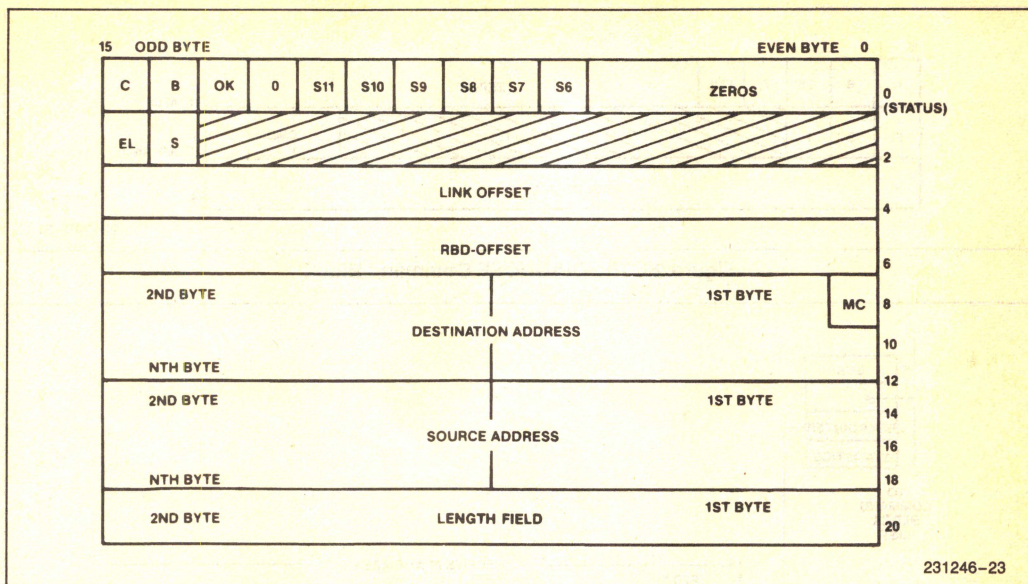 15 ODD BYTE EVEN BYTE 0
C B OK 0 S11 S10 S9 S8 S7 S6 ZEROS 0
(STATUS)
EL S 2
LINK OFFSET 4
RBD-OFFSET 6
2ND BYTE 1ST BYTE MC 8
DESTINATION ADDRESS
10
NTH BYTE 12
2ND BYTE 1ST BYTE 14
SOURCE ADDRESS 16
NTH BYTE 18
2ND BYTE LENGTH FIELD 1ST BYTE 20
231246-23